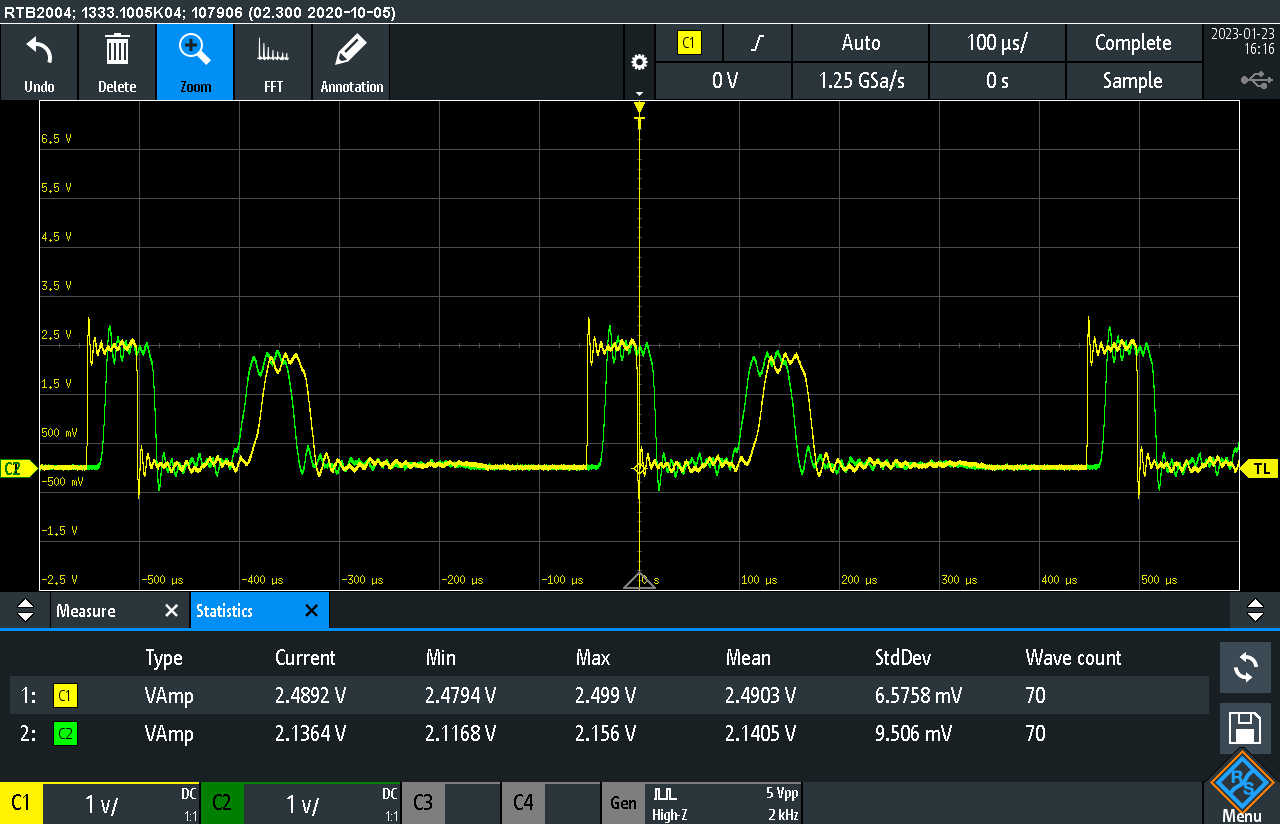 RTB2004; 1333.1005K04; 107906 (02.300 2020-10-05)
Undo
Delete
Zoom
FFT
Annotation
C1
Auto
100 µs/
Complete
0 V
1.25 GSa/s
0 s
Sample
2023-01-23
16:16
T
6.5 V
5.5 V
4.5 V
3.5 V
2.5 V
1.5 V
500 mV
-500 mV
-1.5 V
-2.5 V
TL
-500 µs
-400 µs
-300 µs
-200 µs
-100 µs
100 µs
200 µs
300 µs
400 µs
500 µs
Measure
Statistics
Type Current Min Max Mean StdDev Wave count
1: C1 VAmp 2.4892 V 2.4794 V 2.499 V 2.4903 V 6.5758 mV 70
2: C2 VAmp 2.1364 V 2.1168 V 2.156 V 2.1405 V 9.506 mV 70
C1 1 V/ DC 1:1
C2 1 V/ DC 1:1
C3
C4
Gen High-Z 5 Vpp 2 kHz
R&S
Menu